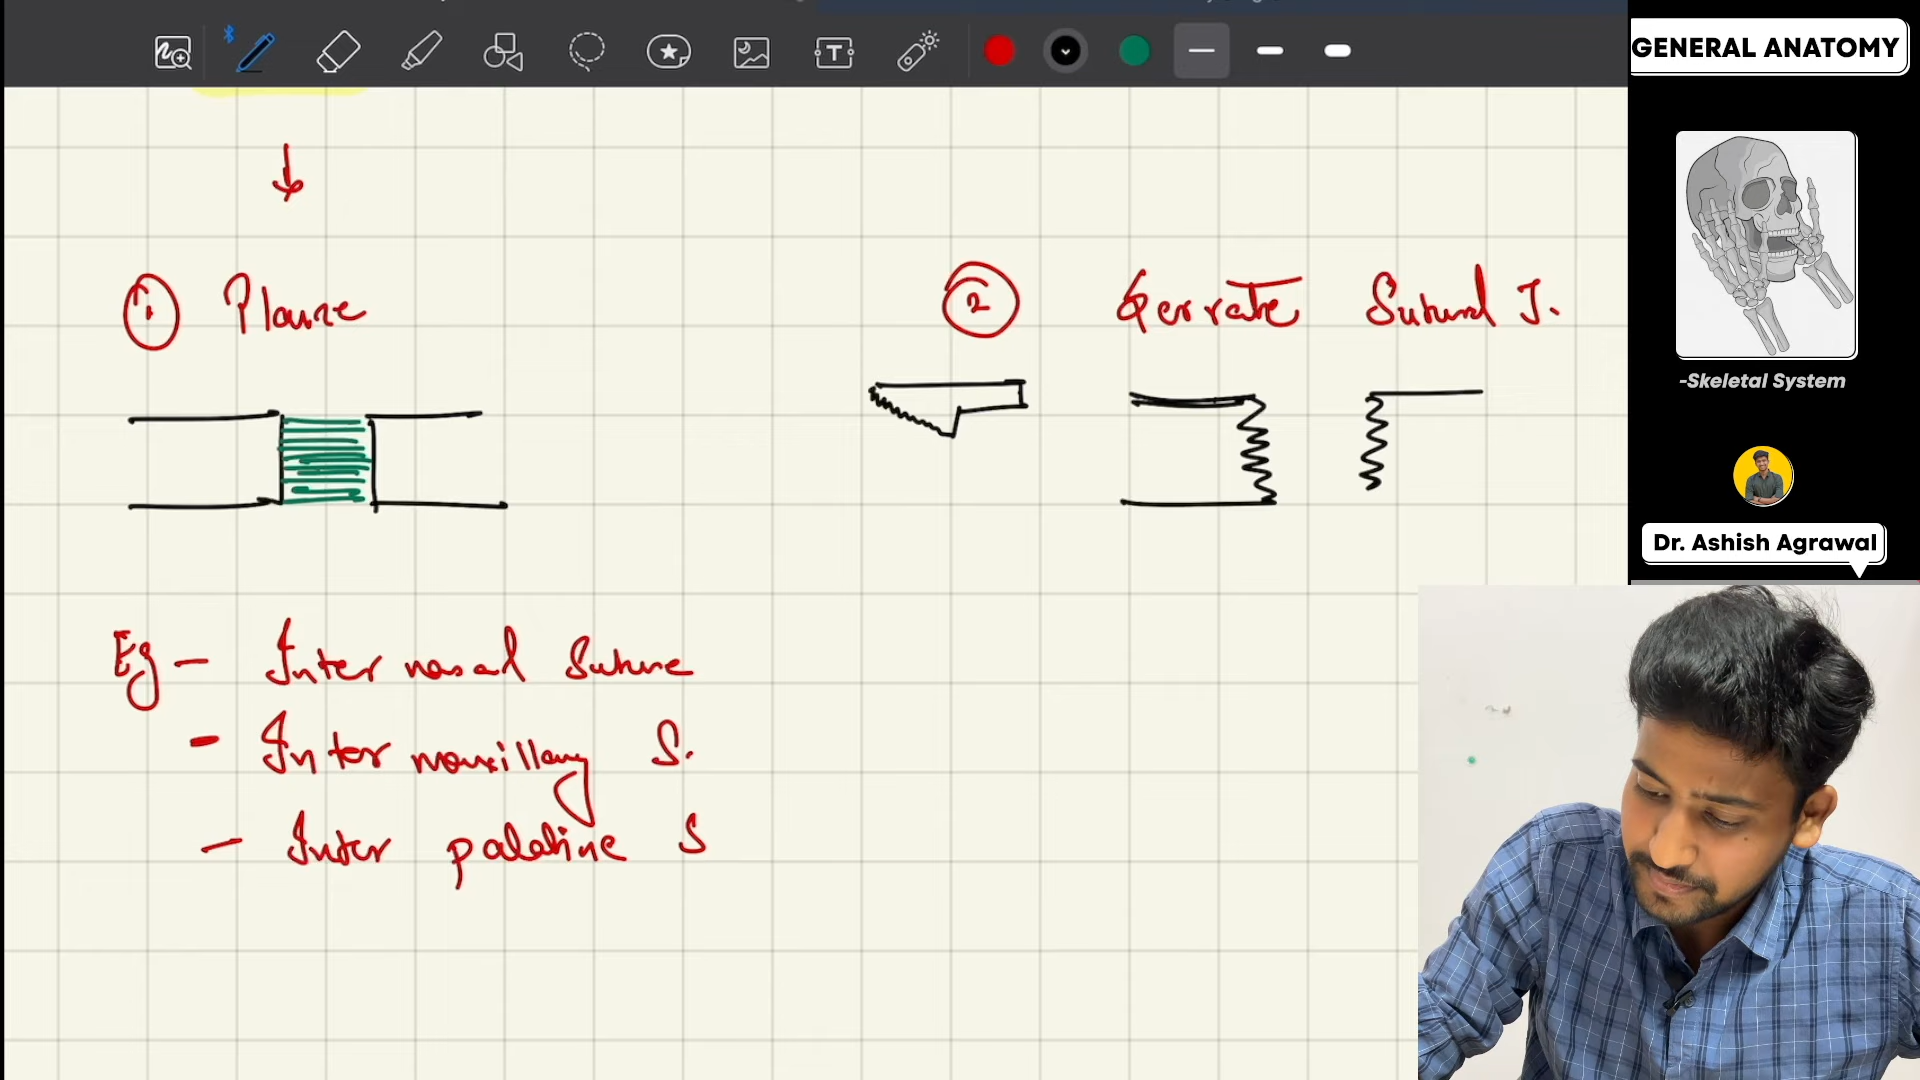 GENERAL ANATOMY
① Plane
② Serrate Sutural J.
-Skeletal System
Dr. Ashish Agrawal
Eg - Inter nasal Suture
- Inter maxillary S.
- Inter palatine S